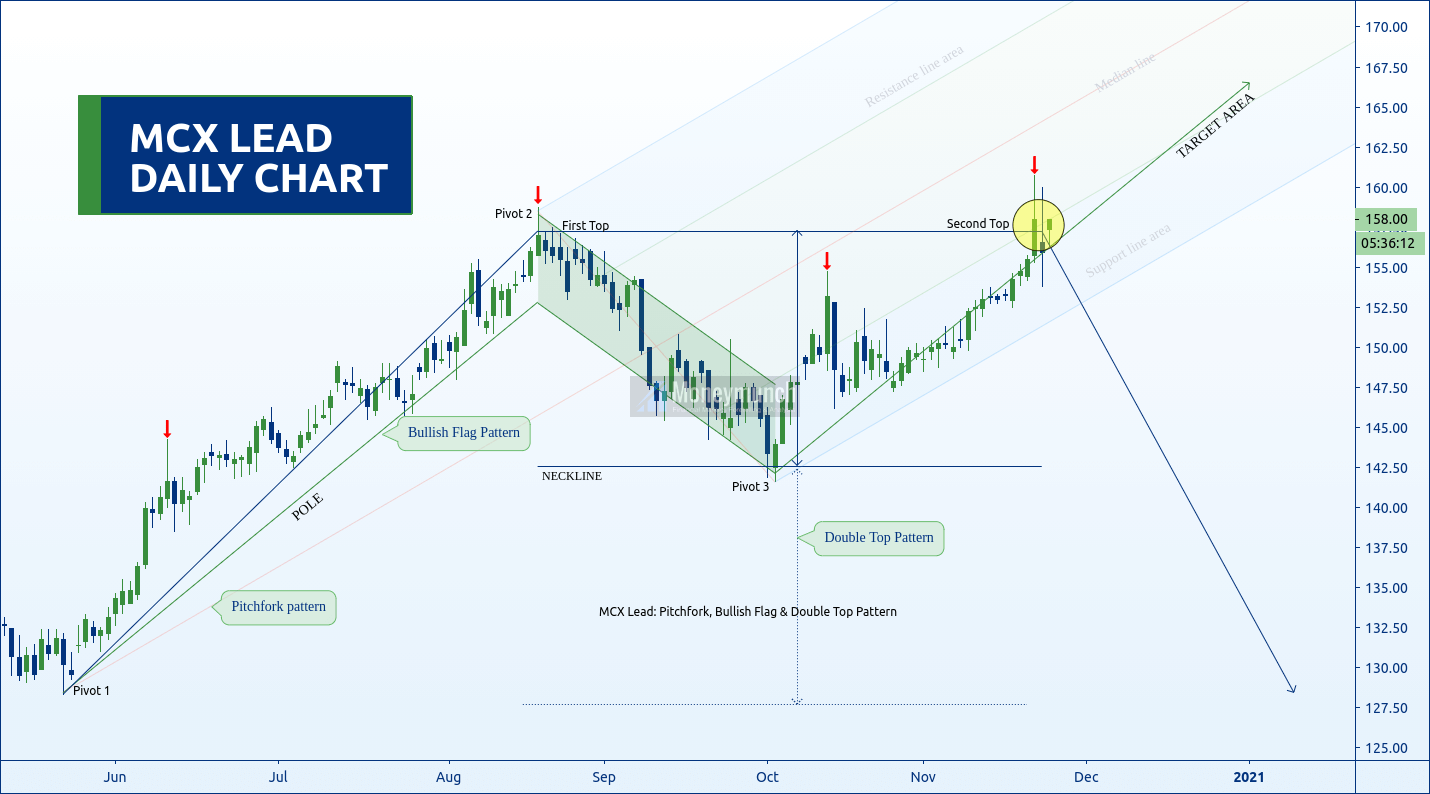 MCX LEAD
DAILY CHART
Resistance line area
Median line
TARGET AREA
Support line area
Pivot 2
First Top
Second Top
Moneymunch
Bullish Flag Pattern
NECKLINE
Pivot 3
POLE
Double Top Pattern
Pitchfork pattern
MCX Lead: Pitchfork, Bullish Flag & Double Top Pattern
Pivot 1
170.00
167.50
165.00
162.50
160.00
158.00
05:36:12
155.00
152.50
150.00
147.50
145.00
142.50
140.00
137.50
135.00
132.50
130.00
127.50
125.00
Jun Jul Aug Sep Oct Nov Dec 2021